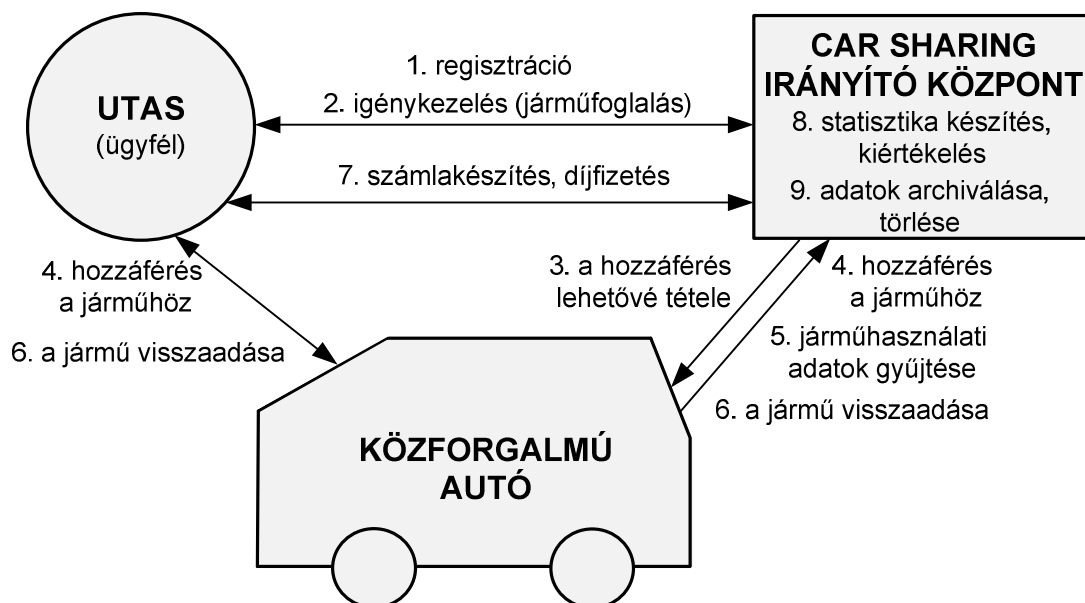 UTAS
(ügyfél)
1. regisztráció
2. igénykezelés (járműfoglalás)
7. számlakészítés, díjfizetés
CAR SHARING
IRÁNYÍTÓ KÖZPONT
8. statisztika készítés,
kiértékelés
9. adatok archiválása,
törlése
4. hozzáférés
a járműhöz
6. a jármű visszaadása
3. a hozzáférés
lehetővé tétele
4. hozzáférés
a járműhöz
5. járműhasználati
adatok gyűjtése
6. a jármű visszaadása
KÖZFORGALMÚ
AUTÓ